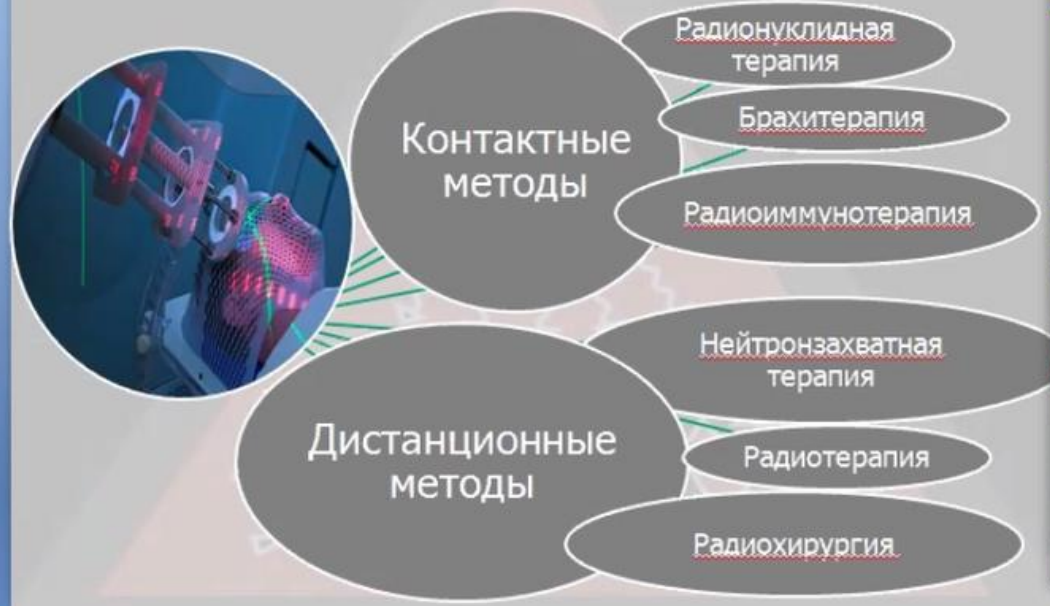 Контактные
методы
Радионуклидная
терапия
Брахитерапия
Радиоиммунотерапия
Дистанционные
методы
Нейтронзахватная
терапия
Радиотерапия
Радиохирургия